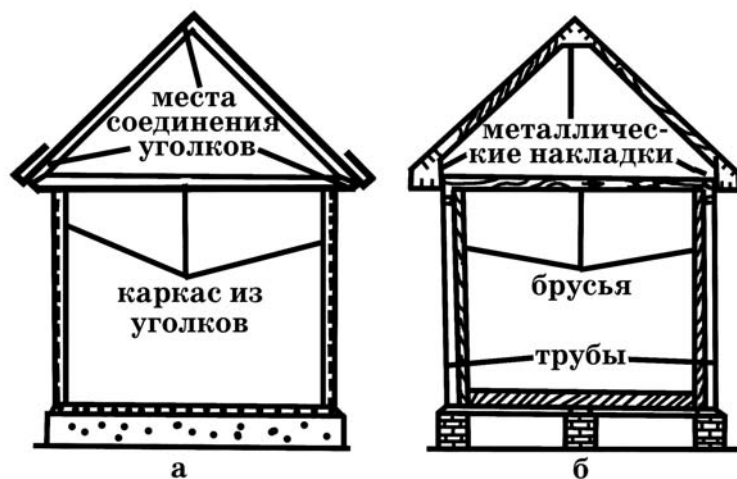 места
соединения
уголков
каркас из
уголков
а
металличес-
кие накладки
брусья
трубы
б